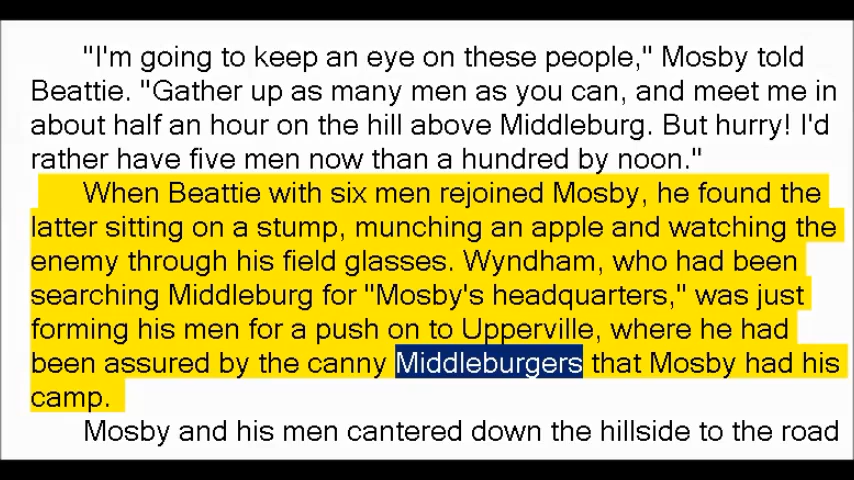 "I'm going to keep an eye on these people," Mosby told
Beattie. "Gather up as many men as you can, and meet me in
about half an hour on the hill above Middleburg. But hurry! I'd
rather have five men now than a hundred by noon."
When Beattie with six men rejoined Mosby, he found the
latter sitting on a stump, munching an apple and watching the
enemy through his field glasses. Wyndham, who had been
searching Middleburg for "Mosby's headquarters," was just
forming his men for a push on to Upperville, where he had
been assured by the canny Middleburgers that Mosby had his
camp.
Mosby and his men cantered down the hillside to the road